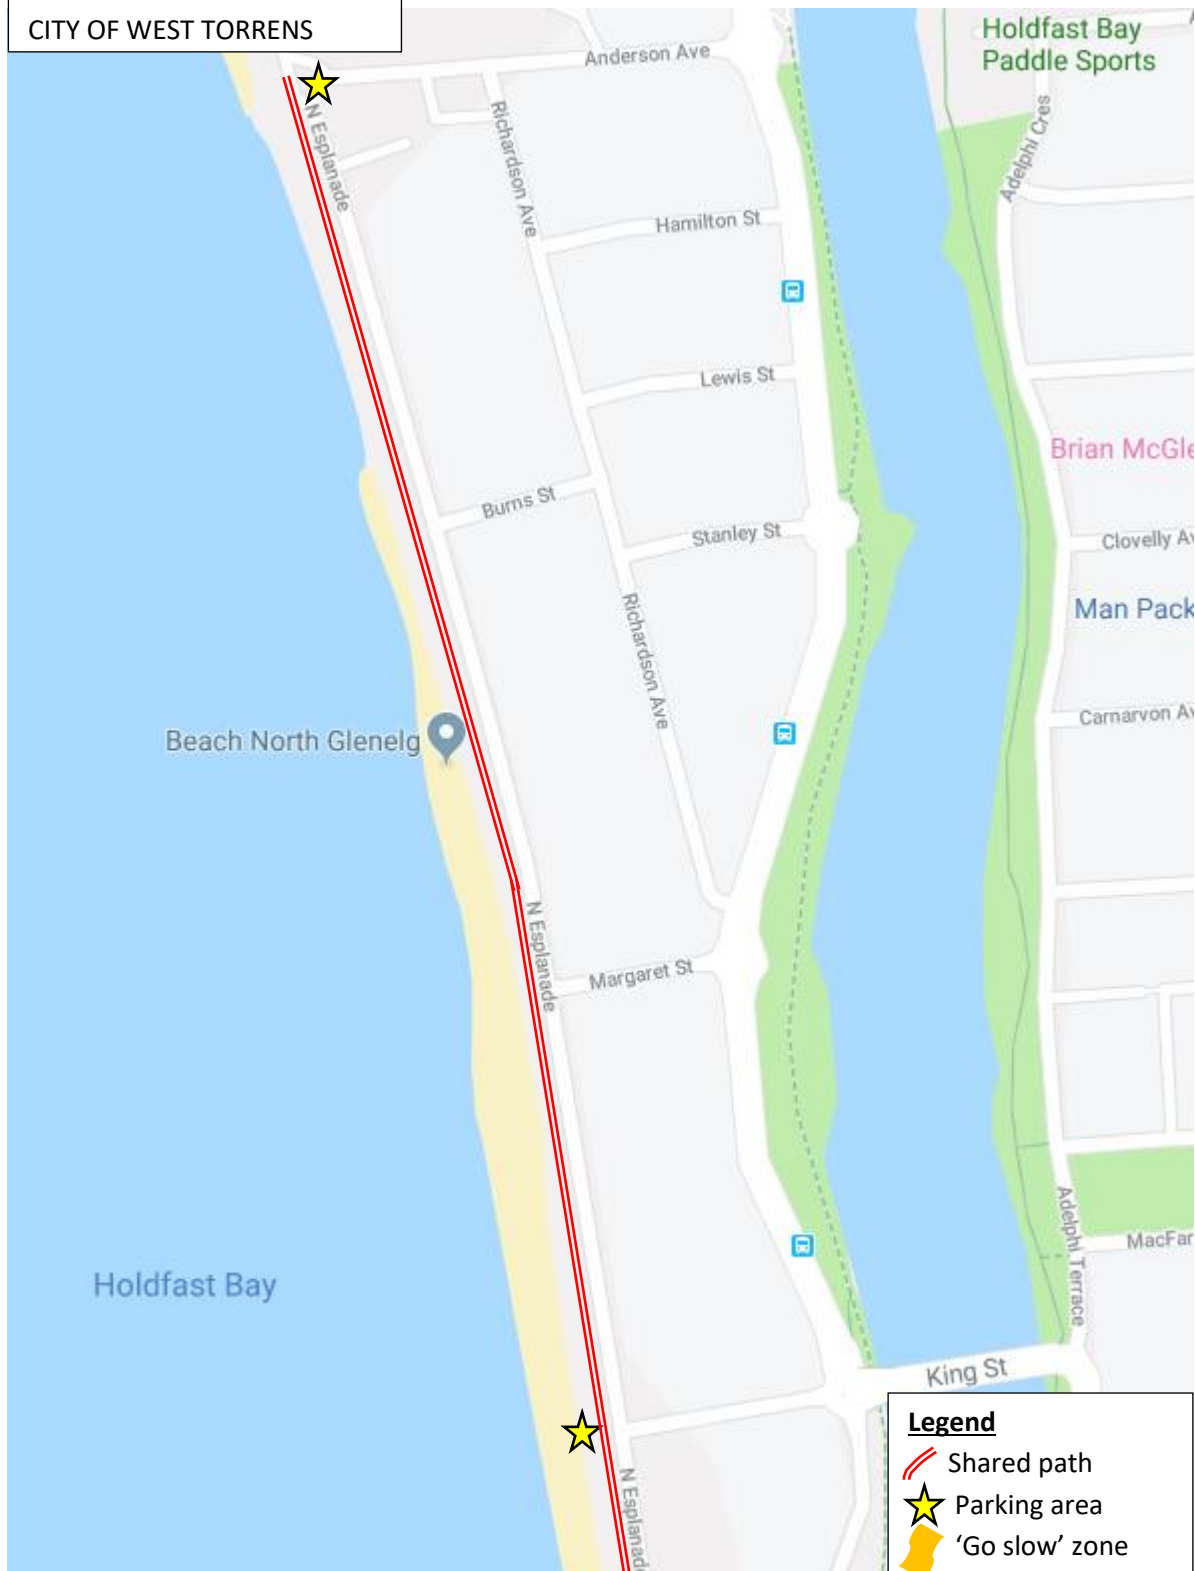 CITY OF WEST TORRENS
Holdfast Bay
Paddle Sports
Anderson Ave
N Esplanade
Richardson Ave
Adelphi Cres
Hamilton St
Lewis St
Brian McGle
Burns St
Stanley St
Clovelly Av
Man Pack
Richardson Ave
Carnarvon Av
Beach North Glenelg
N Esplanade
Margaret St
Adelphi Terrace
MacFar
Holdfast Bay
King St
N Esplanade
Legend
Shared path
Parking area
‘Go slow’ zone